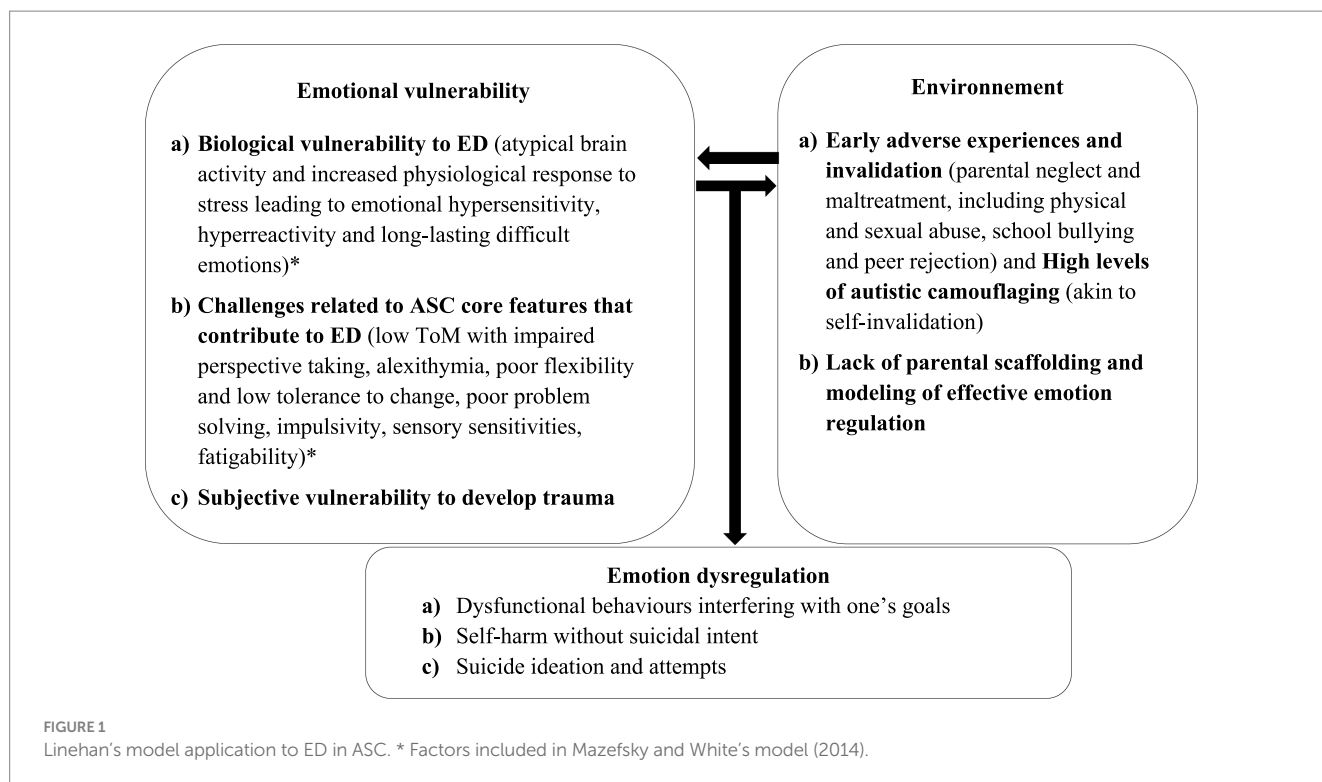 Emotional vulnerability
a) Biological vulnerability to ED (atypical brain
activity and increased physiological response to
stress leading to emotional hypersensitivity,
hyperreactivity and long-lasting difficult
emotions)*
b) Challenges related to ASC core features that
contribute to ED (low ToM with impaired
perspective taking, alexithymia, poor flexibility
and low tolerance to change, poor problem
solving, impulsivity, sensory sensitivities,
fatigability)*
c) Subjective vulnerability to develop trauma
Environnement
a) Early adverse experiences and
invalidation (parental neglect and
maltreatment, including physical
and sexual abuse, school bullying
and peer rejection) and High levels
of autistic camouflaging (akin to
self-invalidation)
b) Lack of parental scaffolding and
modeling of effective emotion
regulation
Emotion dysregulation
a) Dysfunctional behaviours interfering with one's goals
b) Self-harm without suicidal intent
c) Suicide ideation and attempts
FIGURE 1
Linehan's model application to ED in ASC. * Factors included in Mazefsky and White's model (2014).